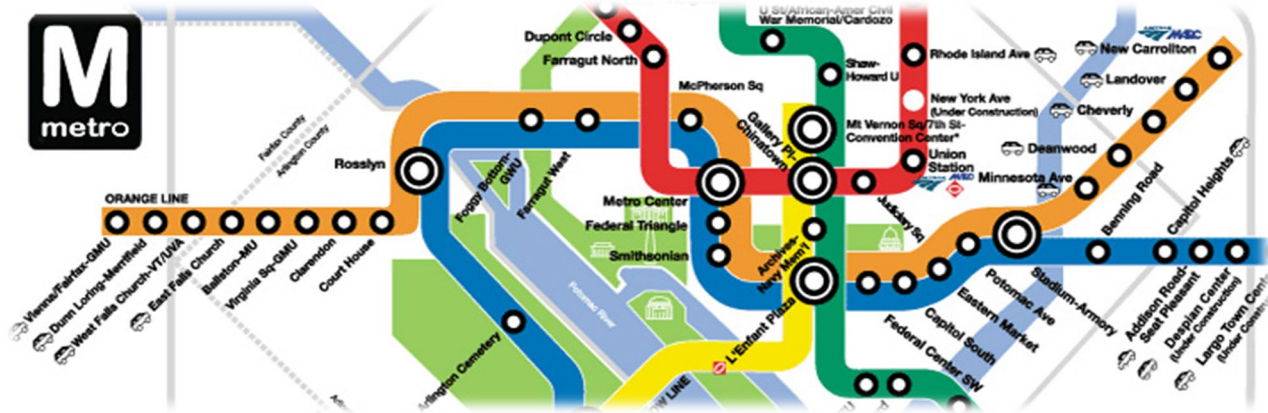 M
metro
Fairfax County
Arlington County
ORANGE LINE
Vienna/Fairfax-GMU
Dunn Loring-Merrifield
West Falls Church-VT/UVA
East Falls Church
Ballston-MU
Virginia Sq-GMU
Clarendon
Court House
Rosslyn
Arlington Cemetery
Foggy Bottom-
GWU
Farragut West
Potomac River
Dupont Circle
Farragut North
McPherson Sq
Metro Center
Federal Triangle
Smithsonian
U St/African-Amer Civil
War Memorial/Cardozo
Shaw-
Howard U
Mt Vernon Sq/7th St-
Convention Center*
Gallery Pl-
Chinatown
Archives-
Navy Mem'l
L'Enfant Plaza
LINE
Rhode Island Ave
New York Ave
(Under Construction)
Union
Station
MARC
Judiciary Sq
Federal Center SW
Capitol South
Eastern Market
Potomac Ave
Stadium-Armory
Minnesota Ave
Deanwood
Cheverly
Landover
New Carrollton
MARC
Benning Road
Capitol Heights
Addison Road-
Seat Pleasant
Despian Center
(Under Construction)
Largo Town
(Under